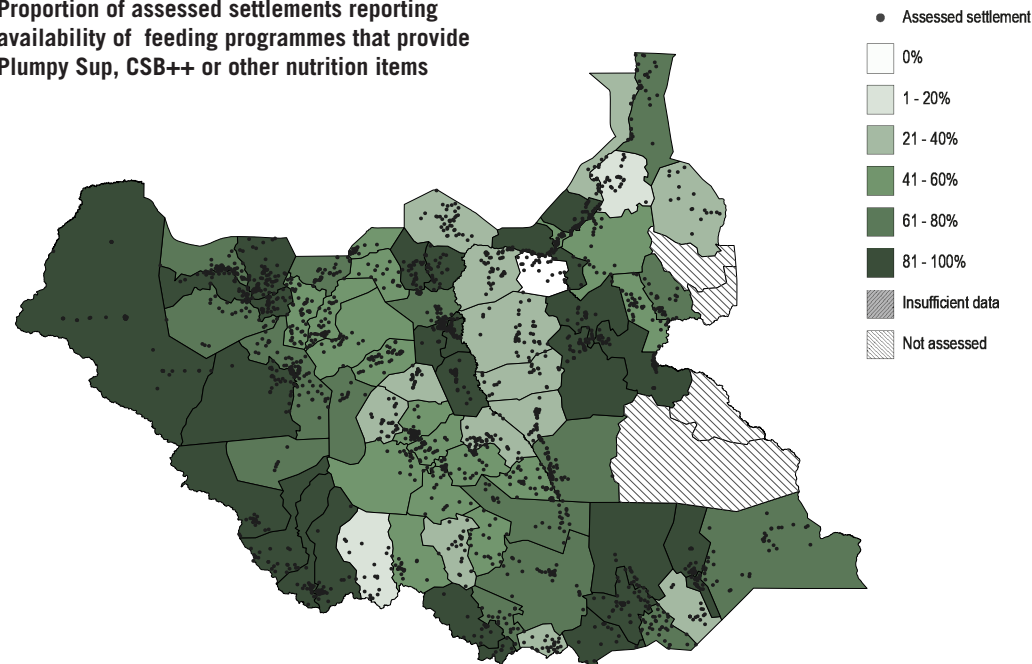 Proportion of assessed settlements reporting
availability of feeding programmes that provide
Plumpy Sup, CSB++ or other nutrition items
Assessed settlement
0%
1 - 20%
21 - 40%
41 - 60%
61 - 80%
81 - 100%
Insufficient data
Not assessed